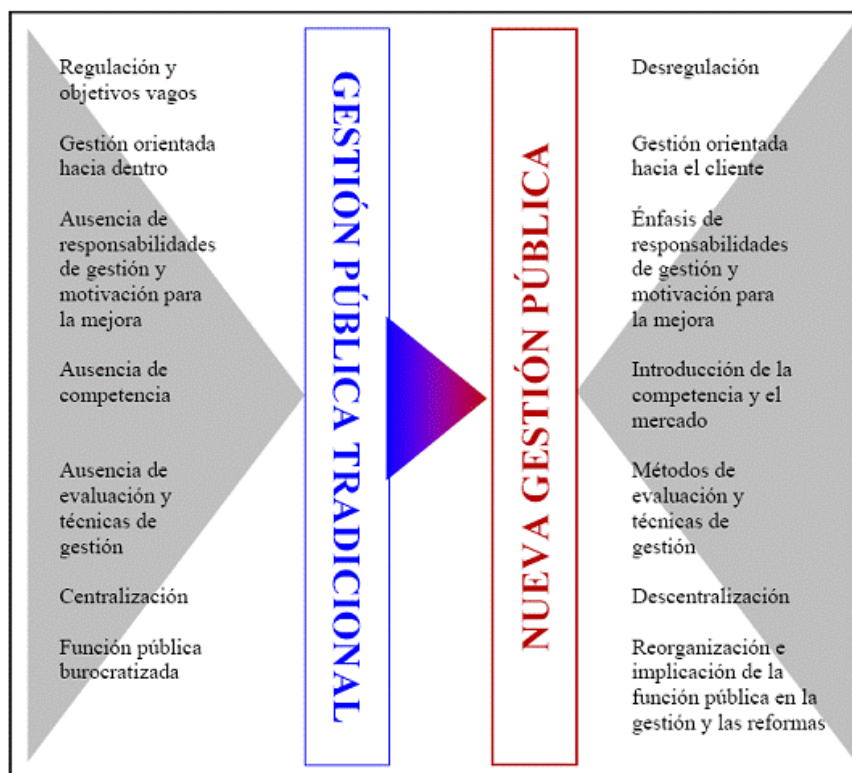 Regulación y
objetivos vagos
Gestión orientada
hacia dentro
Ausencia de
responsabilidades
de gestión y
motivación para
la mejora
Ausencia de
competencia
Ausencia de
evaluación y
técnicas de
gestión
Centralización
Función pública
burocratizada
GESTIÓN PÚBLICA TRADICIONAL
NUEVA GESTIÓN PÚBLICA
Desregulación
Gestión orientada
hacia el cliente
Énfasis de
responsabilidades
de gestión y
motivación para
la mejora
Introducción de la
competencia y el
mercado
Métodos de
evaluación y
técnicas de
gestión
Descentralización
Reorganización e
implicación de la
función pública en la
gestión y las reformas